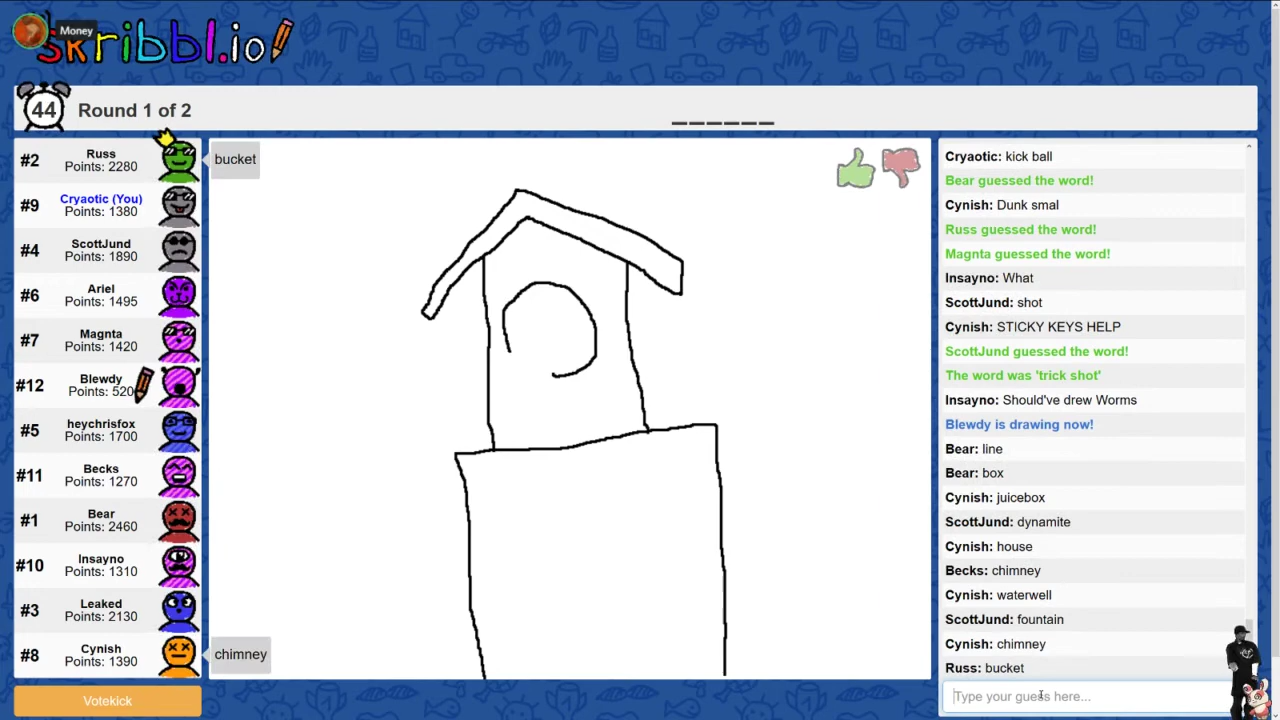 Money
skribbl.io
44
Round 1 of 2
______
#2
Russ
Points: 2280
bucket
#9
Cryaotic (You)
Points: 1380
#4
ScottJund
Points: 1890
#6
Ariel
Points: 1495
#7
Magnta
Points: 1420
#12
Blewdy
Points: 520
#5
heychrisfox
Points: 1700
#11
Becks
Points: 1270
#1
Bear
Points: 2460
#10
Insayno
Points: 1310
#3
Leaked
Points: 2130
#8
Cynish
Points: 1390
chimney
Votekick
Cryaotic: kick ball
Bear guessed the word!
Cynish: Dunk smal
Russ guessed the word!
Magnta guessed the word!
Insayno: What
ScottJund: shot
Cynish: STICKY KEYS HELP
ScottJund guessed the word!
The word was 'trick shot'
Insayno: Should've drew Worms
Blewdy is drawing now!
Bear: line
Bear: box
Cynish: juicebox
ScottJund: dynamite
Cynish: house
Becks: chimney
Cynish: waterwell
ScottJund: fountain
Cynish: chimney
Russ: bucket
Type your guess here...